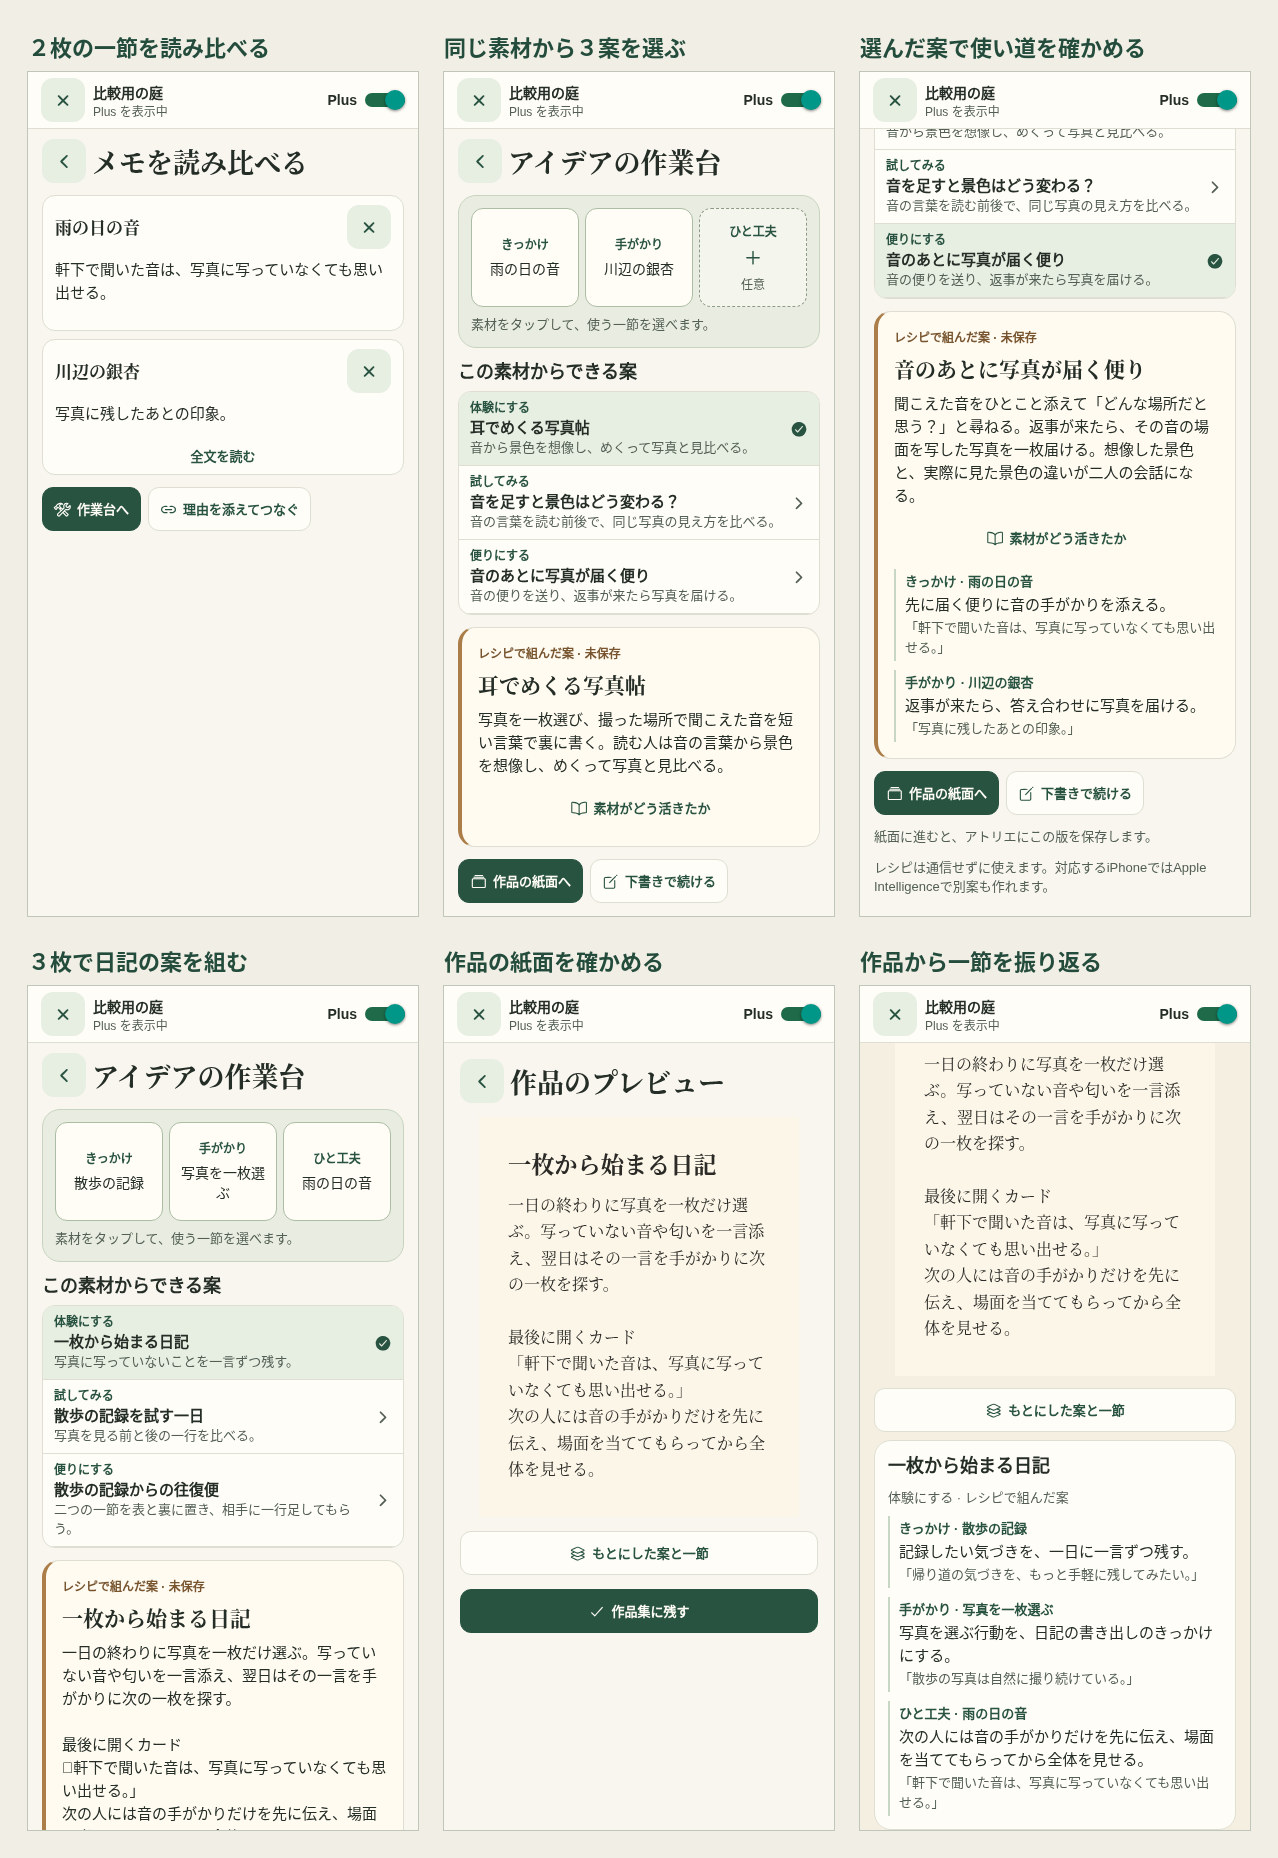 ２枚の一節を読み比べる
比較用の庭
Plus を表示中
Plus
メモを読み比べる
雨の日の音
軒下で聞いた音は、写真に写っていなくても思い
出せる。
川辺の銀杏
写真に残したあとの印象。
全文を読む
作業台へ
理由を添えてつなぐ
同じ素材から３案を選ぶ
比較用の庭
Plus を表示中
Plus
アイデアの作業台
きっかけ
雨の日の音
手がかり
川辺の銀杏
ひと工夫
任意
素材をタップして、使う一節を選べます。
この素材からできる案
体験にする
耳でめくる写真帖
音から景色を想像し、めくって写真と見比べる。
試してみる
音を足すと景色はどう変わる？
音の言葉を読む前後で、同じ写真の見え方を比べる。
便りにする
音のあとに写真が届く便り
音の便りを送り、返事が来たら写真を届ける。
レシピで組んだ案 · 未保存
耳でめくる写真帖
写真を一枚選び、撮った場所で聞こえた音を短
い言葉で裏に書く。読む人は音の言葉から景色
を想像し、めくって写真と見比べる。
素材がどう活きたか
作品の紙面へ
下書きで続ける
選んだ案で使い道を確かめる
比較用の庭
Plus を表示中
Plus
音から景色を想像し、めくって写真と見比べる。
試してみる
音を足すと景色はどう変わる？
音の言葉を読む前後で、同じ写真の見え方を比べる。
便りにする
音のあとに写真が届く便り
音の便りを送り、返事が来たら写真を届ける。
レシピで組んだ案 · 未保存
音のあとに写真が届く便り
聞こえた音をひとこと添えて「どんな場所だと
思う？」と尋ねる。返事が来たら、その音の場
面を写した写真を一枚届ける。想像した景色
と、実際に見た景色の違いが二人の会話にな
る。
素材がどう活きたか
きっかけ · 雨の日の音
先に届く便りに音の手がかりを添える。
「軒下で聞いた音は、写真に写っていなくても思い出
せる。」
手がかり · 川辺の銀杏
返事が来たら、答え合わせに写真を届ける。
「写真に残したあとの印象。」
作品の紙面へ
下書きで続ける
紙面に進むと、アトリエにこの版を保存します。
レシピは通信せずに使えます。対応するiPhoneではApple
Intelligenceで別案も作れます。
３枚で日記の案を組む
比較用の庭
Plus を表示中
Plus
アイデアの作業台
きっかけ
散歩の記録
手がかり
写真を一枚選
ぶ
ひと工夫
雨の日の音
素材をタップして、使う一節を選べます。
この素材からできる案
体験にする
一枚から始まる日記
写真に写っていないことを一言ずつ残す。
試してみる
散歩の記録を試す一日
写真を見る前と後の一行を比べる。
便りにする
散歩の記録からの往復便
二つの一節を表と裏に置き、相手に一行足してもら
う。
レシピで組んだ案 · 未保存
一枚から始まる日記
一日の終わりに写真を一枚だけ選ぶ。写ってい
ない音や匂いを一言添え、翌日はその一言を手
がかりに次の一枚を探す。
最後に開くカード
□軒下で聞いた音は、写真に写っていなくても思
い出せる。」
次の人には音の手がかりだけを先に伝え、場面
作品の紙面を確かめる
比較用の庭
Plus を表示中
Plus
作品のプレビュー
一枚から始まる日記
一日の終わりに写真を一枚だけ選
ぶ。写っていない音や匂いを一言添
え、翌日はその一言を手がかりに次
の一枚を探す。
最後に開くカード
「軒下で聞いた音は、写真に写って
いなくても思い出せる。」
次の人には音の手がかりだけを先に
伝え、場面を当ててもらってから全
体を見せる。
もとにした案と一節
作品集に残す
作品から一節を振り返る
比較用の庭
Plus を表示中
Plus
一日の終わりに写真を一枚だけ選
ぶ。写っていない音や匂いを一言添
え、翌日はその一言を手がかりに次
の一枚を探す。
最後に開くカード
「軒下で聞いた音は、写真に写って
いなくても思い出せる。」
次の人には音の手がかりだけを先に
伝え、場面を当ててもらってから全
体を見せる。
もとにした案と一節
一枚から始まる日記
体験にする · レシピで組んだ案
きっかけ · 散歩の記録
記録したい気づきを、一日に一言ずつ残す。
「帰り道の気づきを、もっと手軽に残してみたい。」
手がかり · 写真を一枚選ぶ
写真を選ぶ行動を、日記の書き出しのきっかけ
にする。
「散歩の写真は自然に撮り続けている。」
ひと工夫 · 雨の日の音
次の人には音の手がかりだけを先に伝え、場面
を当ててもらってから全体を見せる。
「軒下で聞いた音は、写真に写っていなくても思い出
せる。」